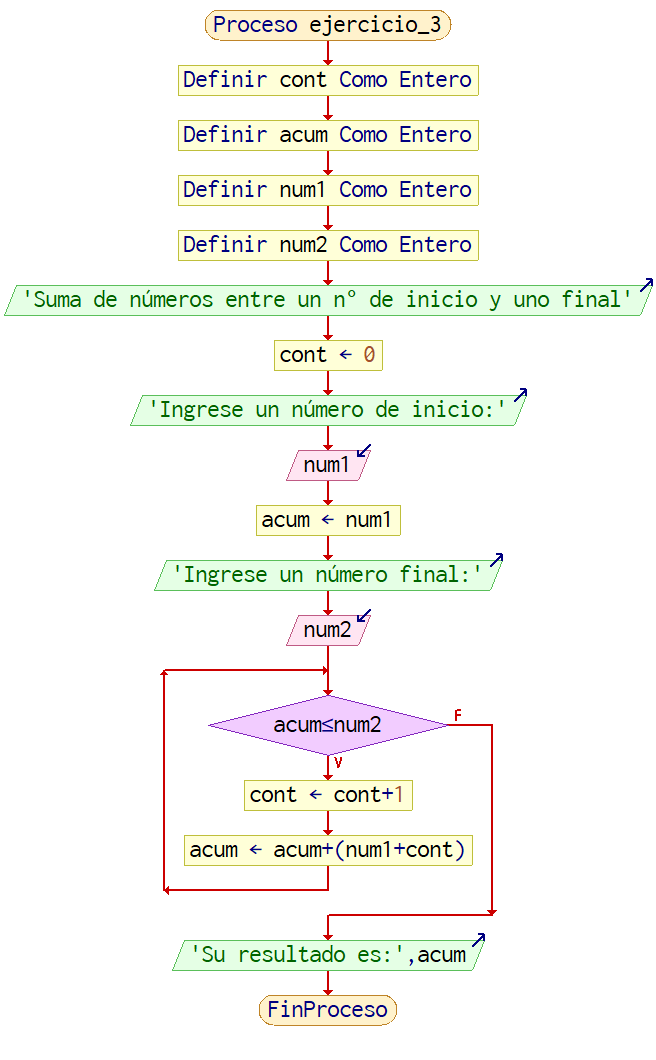 Proceso ejercicio_3
Definir cont Como Entero
Definir acum Como Entero
Definir num1 Como Entero
Definir num2 Como Entero
'Suma de números entre un n° de inicio y uno final'
cont ← 0
'Ingrese un número de inicio:'
num1
acum ← num1
'Ingrese un número final:'
num2
acum≤num2
F
V
cont ← cont+1
acum ← acum+(num1+cont)
'Su resultado es:',acum
FinProceso